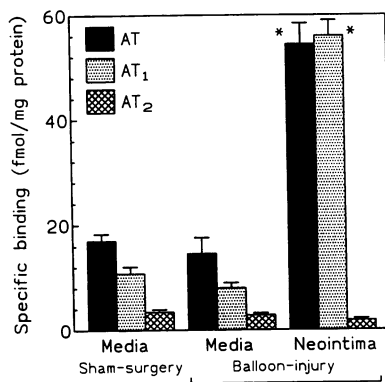 Specific binding (fmol/mg protein)
60
40
20
0
AT
AT₁
AT₂
*
*
Media
Media
Neointima
Sham-surgery
Balloon-injury